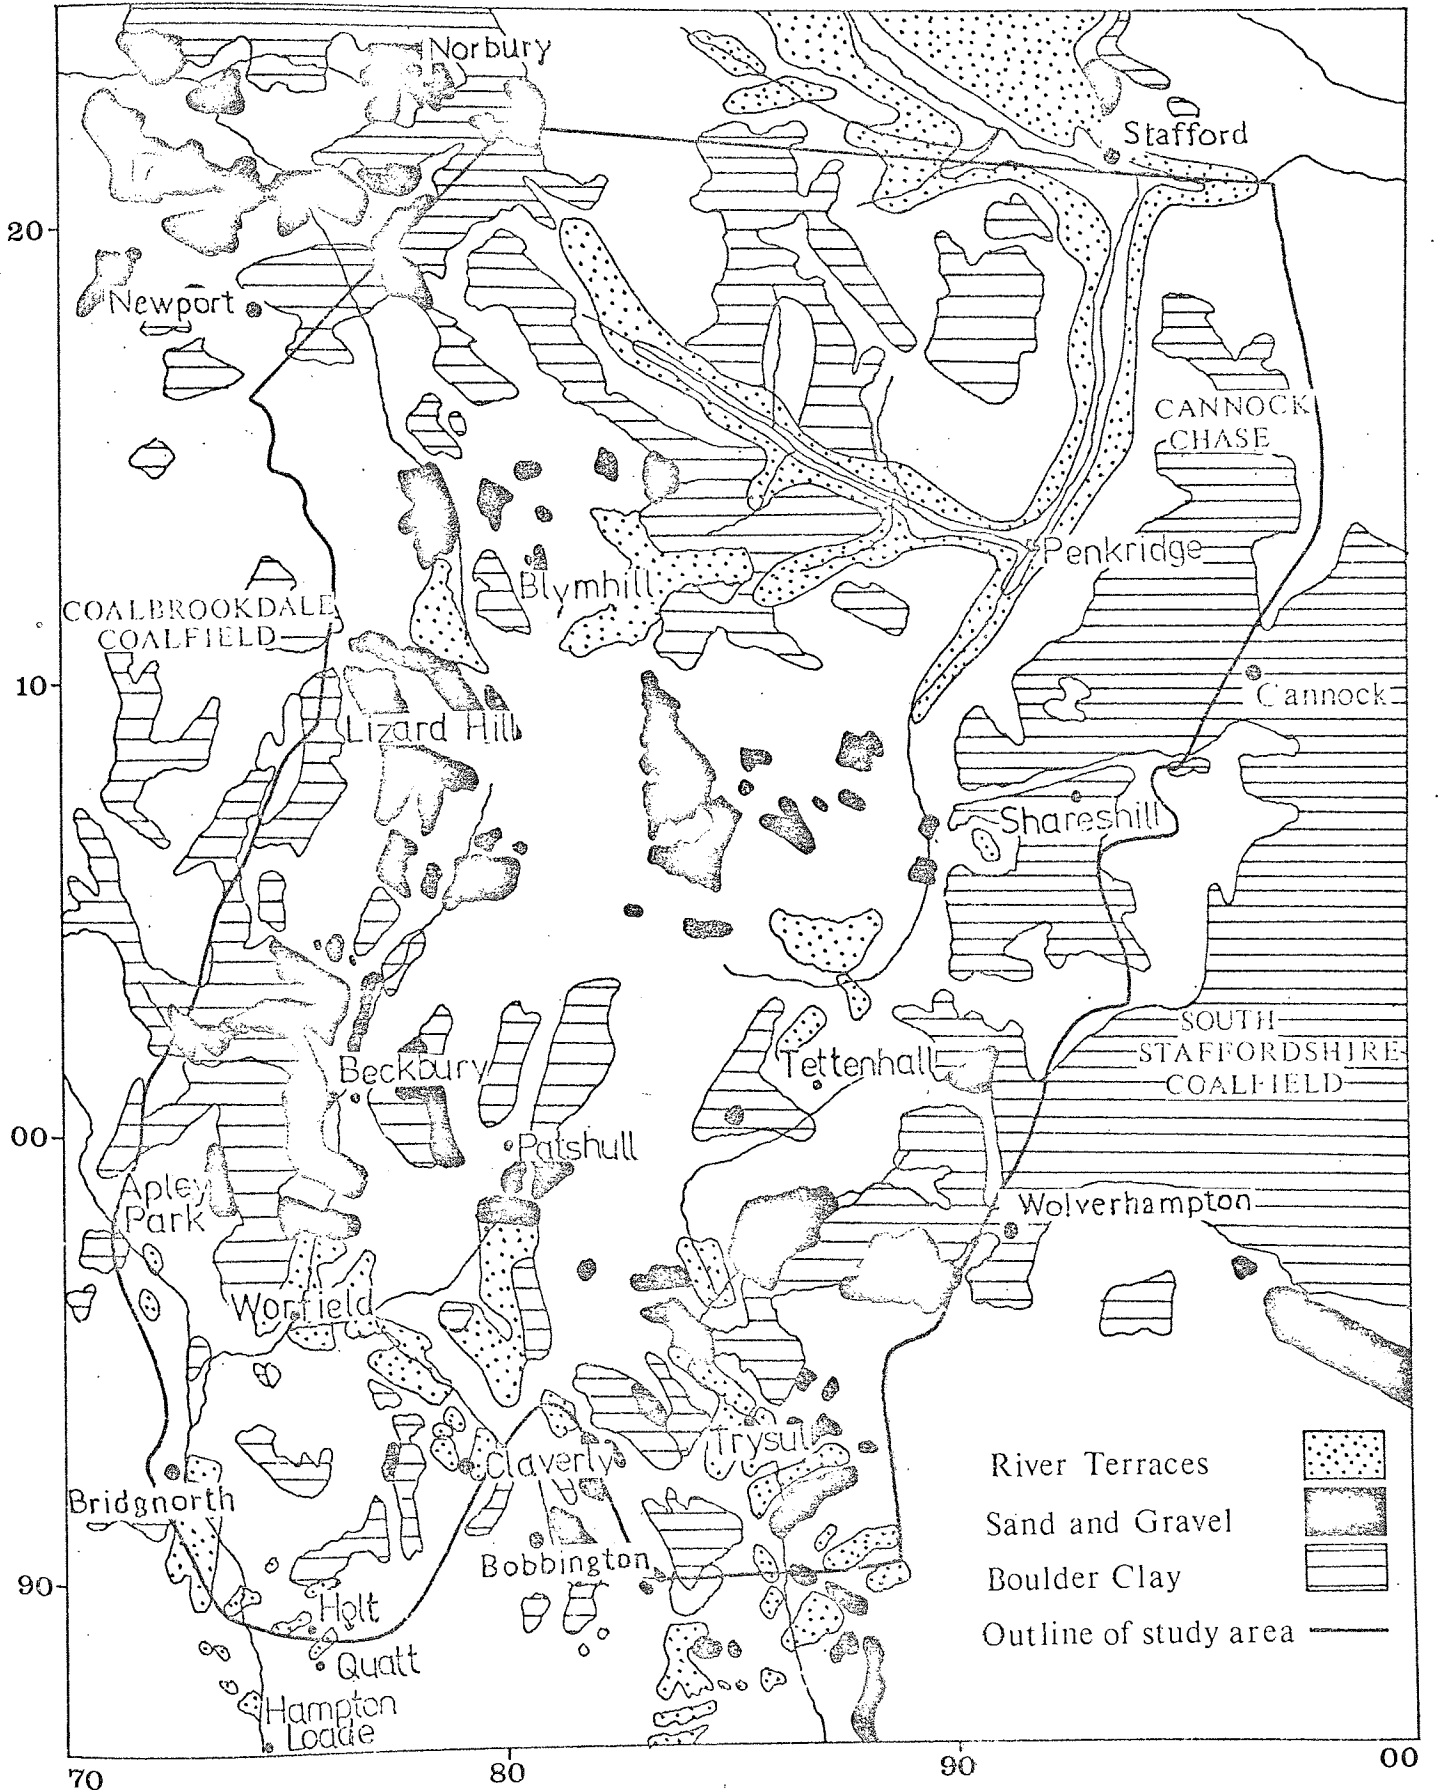 Norbury
Stafford
20
Newport
CANNOCK
CHASE
Penkridge
Blymhill
COALBROOKDALE
COALFIELD
10
Cannock
Lizard Hill
Shareshill
SOUTH
STAFFORDSHIRE
COALFIELD
Tettenhall
Beckbury
00
Patshull
Apley
Park
Wolverhampton
Worfield
Trysull
Claverly
River Terraces
Bridgnorth
Sand and Gravel
Bobbington
Boulder Clay
90
Holt
Outline of study area
Quatt
Hampton
Loade
70
80
90
00